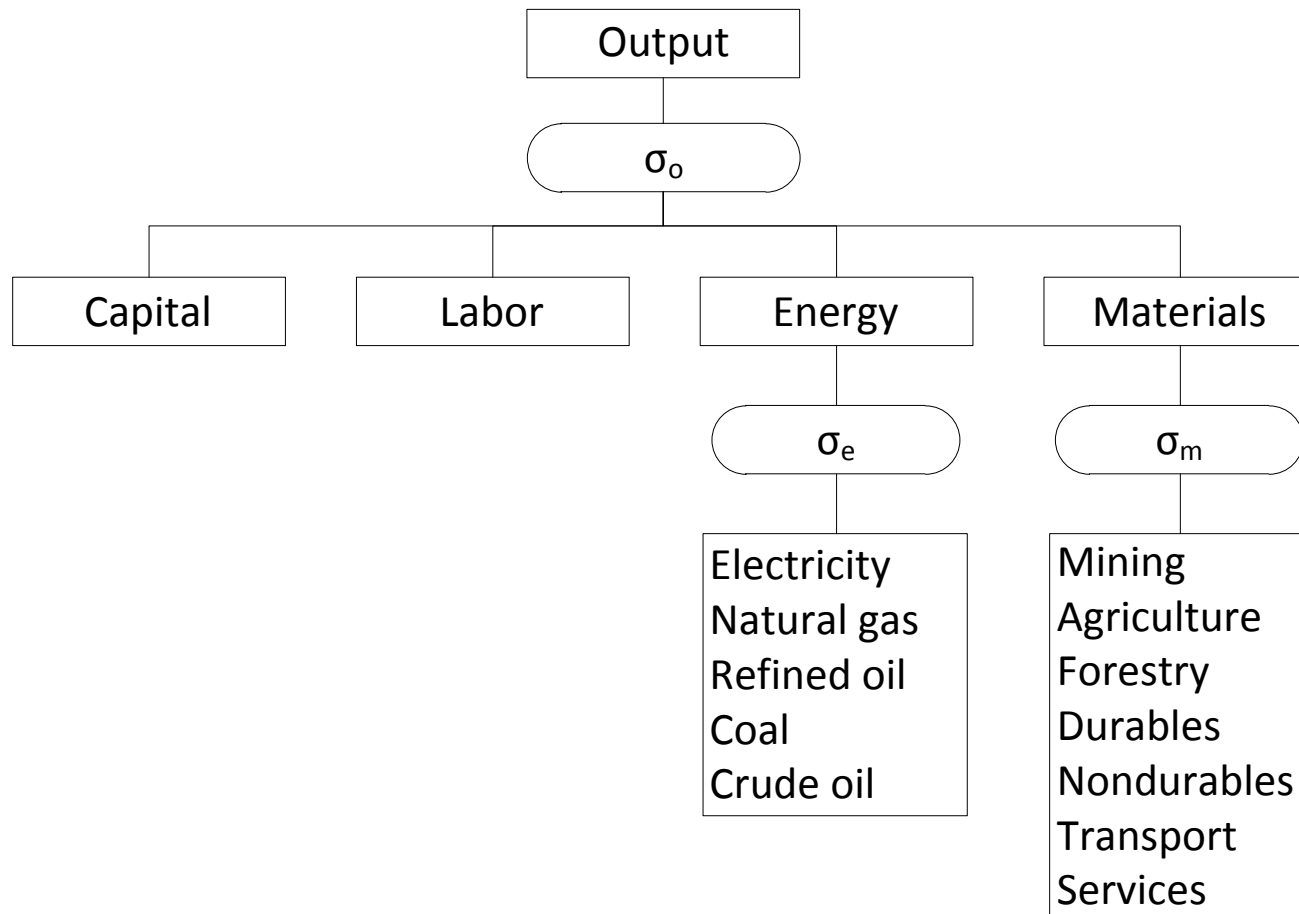 Output
σo
Capital
Labor
Energy
Materials
σe
σm
Electricity
Natural gas
Refined oil
Coal
Crude oil
Mining
Agriculture
Forestry
Durables
Nondurables
Transport
Services